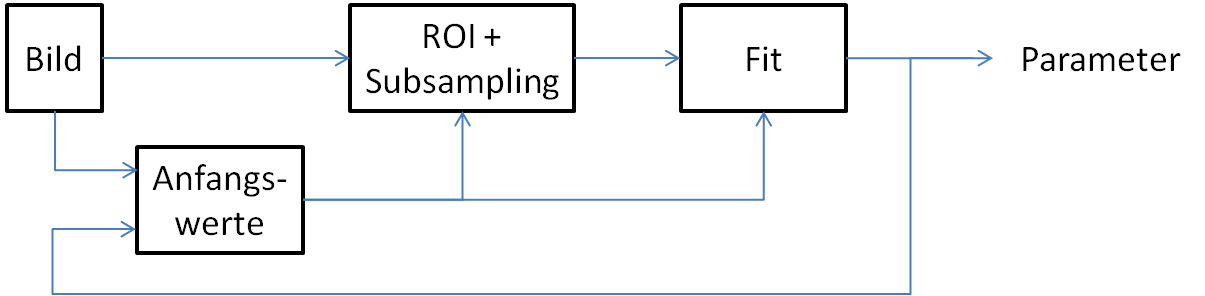 Bild
ROI +
Subsampling
Fit
Parameter
Anfangs-
werte